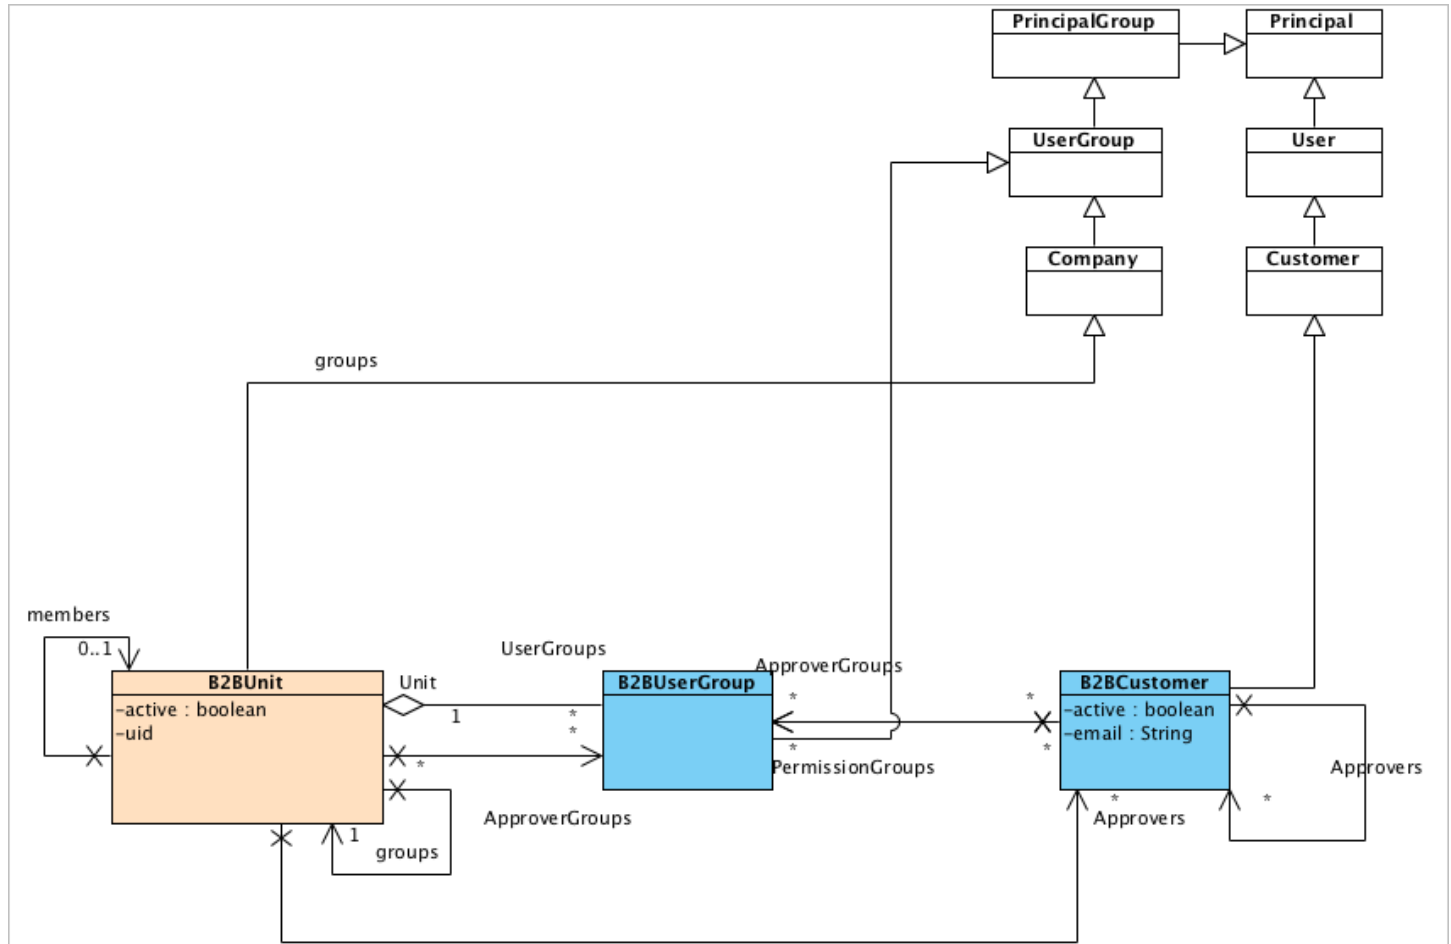 PrincipalGroup
Principal
UserGroup
User
Company
Customer
groups
members
0..1
UserGroups
ApproverGroups
B2BUnit
-active : boolean
-uid
Unit
1
*
*
*
B2BUserGroup
*
*
PermissionGroups
*
*
B2BCustomer
-active : boolean
-email : String
Approvers
*
1
groups
ApproverGroups
*
Approvers